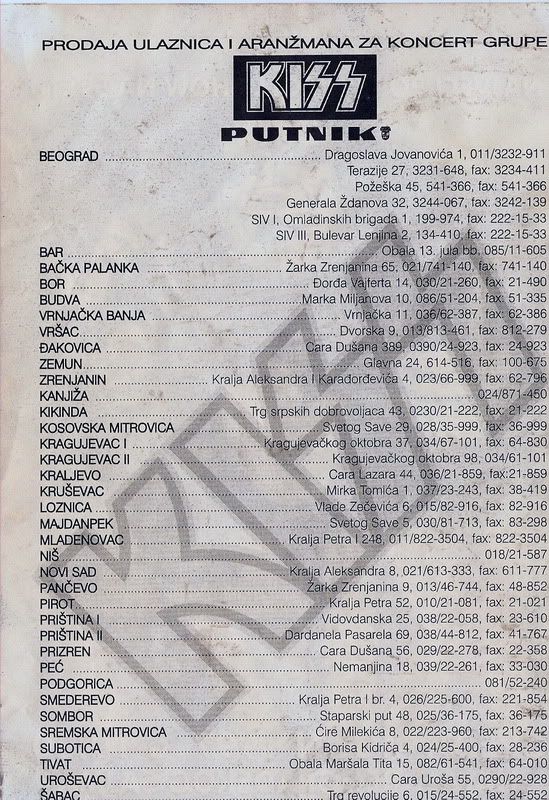 PRODAJA ULAZNICA I ARANŽMANA ZA KONCERT GRUPE
KISS
PUTNIK
BEOGRAD ........ Dragoslava Jovanovića 1, 011/3232-911
Terazije 27, 3231-648, fax: 3234-411
Požeška 45, 541-366, fax: 541-366
Generala Ždanova 32, 3244-067, fax: 3242-139
SIV I, Omladinskih brigada 1, 199-974, fax: 222-15-33
SIV III, Bulevar Lenjina 2, 134-410, fax: 222-15-33
BAR ........ Obala 13. jula bb, 085/11-605
BAČKA PALANKA ........ Žarka Zrenjanina 65, 021/741-140, fax: 741-140
BOR ........ Đorđa Vajferta 14, 030/21-260, fax: 21-490
BUDVA ........ Marka Miljanova 10, 086/51-204, fax: 51-335
VRNJAČKA BANJA ........ Vrnjačka 11, 036/62-387, fax: 62-386
VRŠAC ........ Dvorska 9, 013/813-461, fax: 812-279
ĐAKOVICA ........ Cara Dušana 389, 0390/24-923, fax: 24-923
ZEMUN ........ Glavna 24, 614-516, fax: 100-675
ZRENJANIN ........ Kralja Aleksandra I Karađorđevića 4, 023/66-999, fax: 62-796
KANJIŽA ........ 024/871-450
KIKINDA ........ Trg srpskih dobrovoljaca 43, 0230/21-222, fax: 21-222
KOSOVSKA MITROVICA ........ Svetog Save 29, 028/35-999, fax: 36-999
KRAGUJEVAC I ........ Kragujevačkog oktobra 37, 034/67-101, fax: 64-830
KRAGUJEVAC II ........ Kragujevačkog oktobra 98, 034/61-101
KRALJEVO ........ Cara Lazara 44, 036/21-859, fax:21-859
KRUŠEVAC ........ Mirka Tomića 1, 037/23-243, fax: 38-419
LOZNICA ........ Vlade Zečevića 6, 015/82-916, fax: 82-916
MAJDANPEK ........ Svetog Save 5, 030/81-713, fax: 83-298
MLADENOVAC ........ Kralja Petra I 248, 011/822-3504, fax: 822-3504
NIŠ ........ 018/21-587
NOVI SAD ........ Kralja Aleksandra 8, 021/613-333, fax: 611-777
PANČEVO ........ Žarka Zrenjanina 9, 013/46-744, fax: 48-852
PIROT ........ Kralja Petra 52, 010/21-081, fax: 21-021
PRIŠTINA I ........ Vidovdanska 25, 038/22-058, fax: 33-610
PRIŠTINA II ........ Dardanela Pasarela 69, 038/44-812, fax: 41-767
PRIZREN ........ Cara Dušana 56, 029/22-278, fax: 22-358
PEĆ ........ Nemanjina 18, 039/22-261, fax: 33-030
PODGORICA ........ 081/52-240
SMEDEREVO ........ Kralja Petra I br. 4, 026/225-600, fax: 221-854
SOMBOR ........ Staparski put 48, 025/36-175, fax: 36-175
SREMSKA MITROVICA ........ Ćire Milekića 8, 022/223-960, fax: 213-742
SUBOTICA ........ Borisa Kidriča 4, 024/25-400, fax: 28-236
TIVAT ........ Obala Maršala Tita 15, 082/61-541, fax: 64-010
UROŠEVAC ........ Cara Uroša 55, 0290/22-928
ŠABAC ........ Trg revolucije 6, 015/24-552, fax: 24-552
KISS